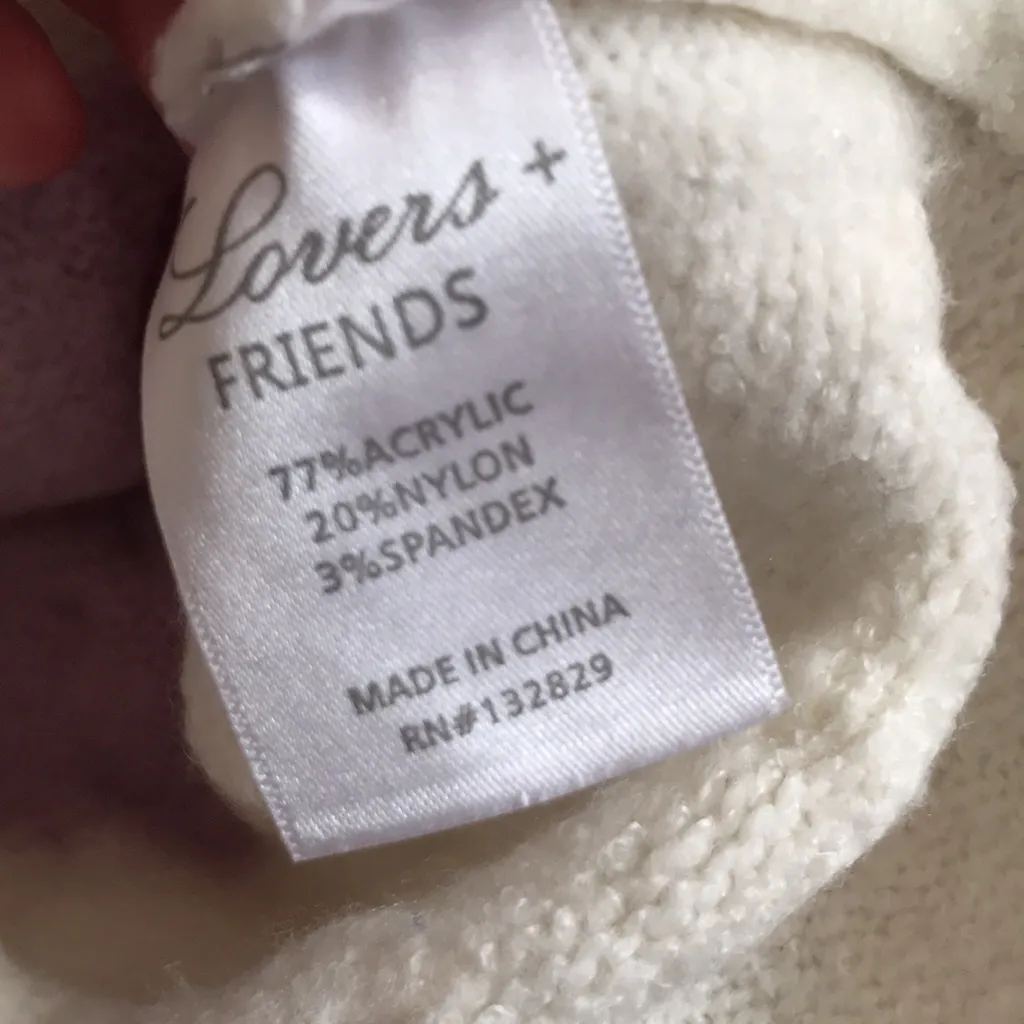 Lovers +
FRIENDS
77%ACRYLIC
20%NYLON
3%SPANDEX
MADE IN CHINA
RN#132829